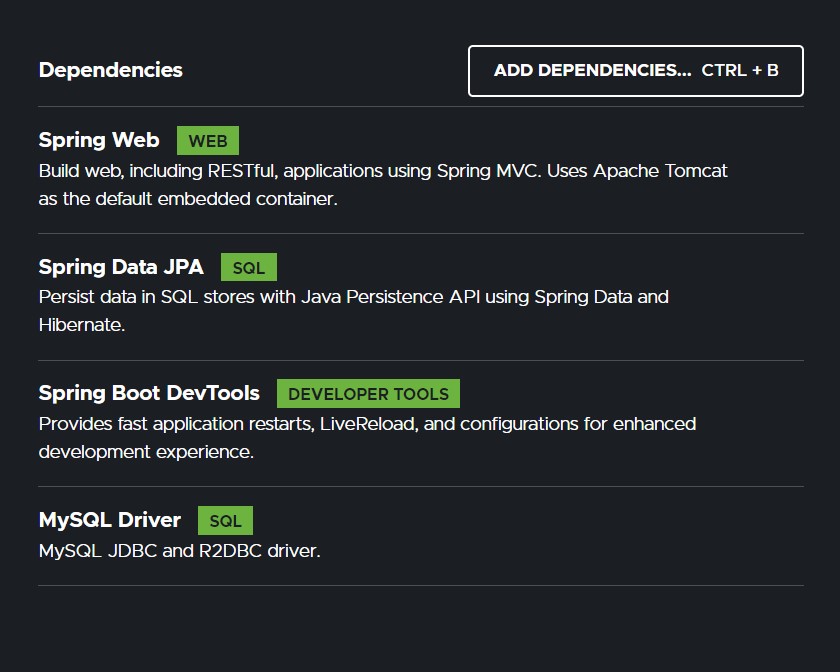 Dependencies
ADD DEPENDENCIES... CTRL + B
Spring Web WEB
Build web, including RESTful, applications using Spring MVC. Uses Apache Tomcat
as the default embedded container.
Spring Data JPA SQL
Persist data in SQL stores with Java Persistence API using Spring Data and
Hibernate.
Spring Boot DevTools DEVELOPER TOOLS
Provides fast application restarts, LiveReload, and configurations for enhanced
development experience.
MySQL Driver SQL
MySQL JDBC and R2DBC driver.